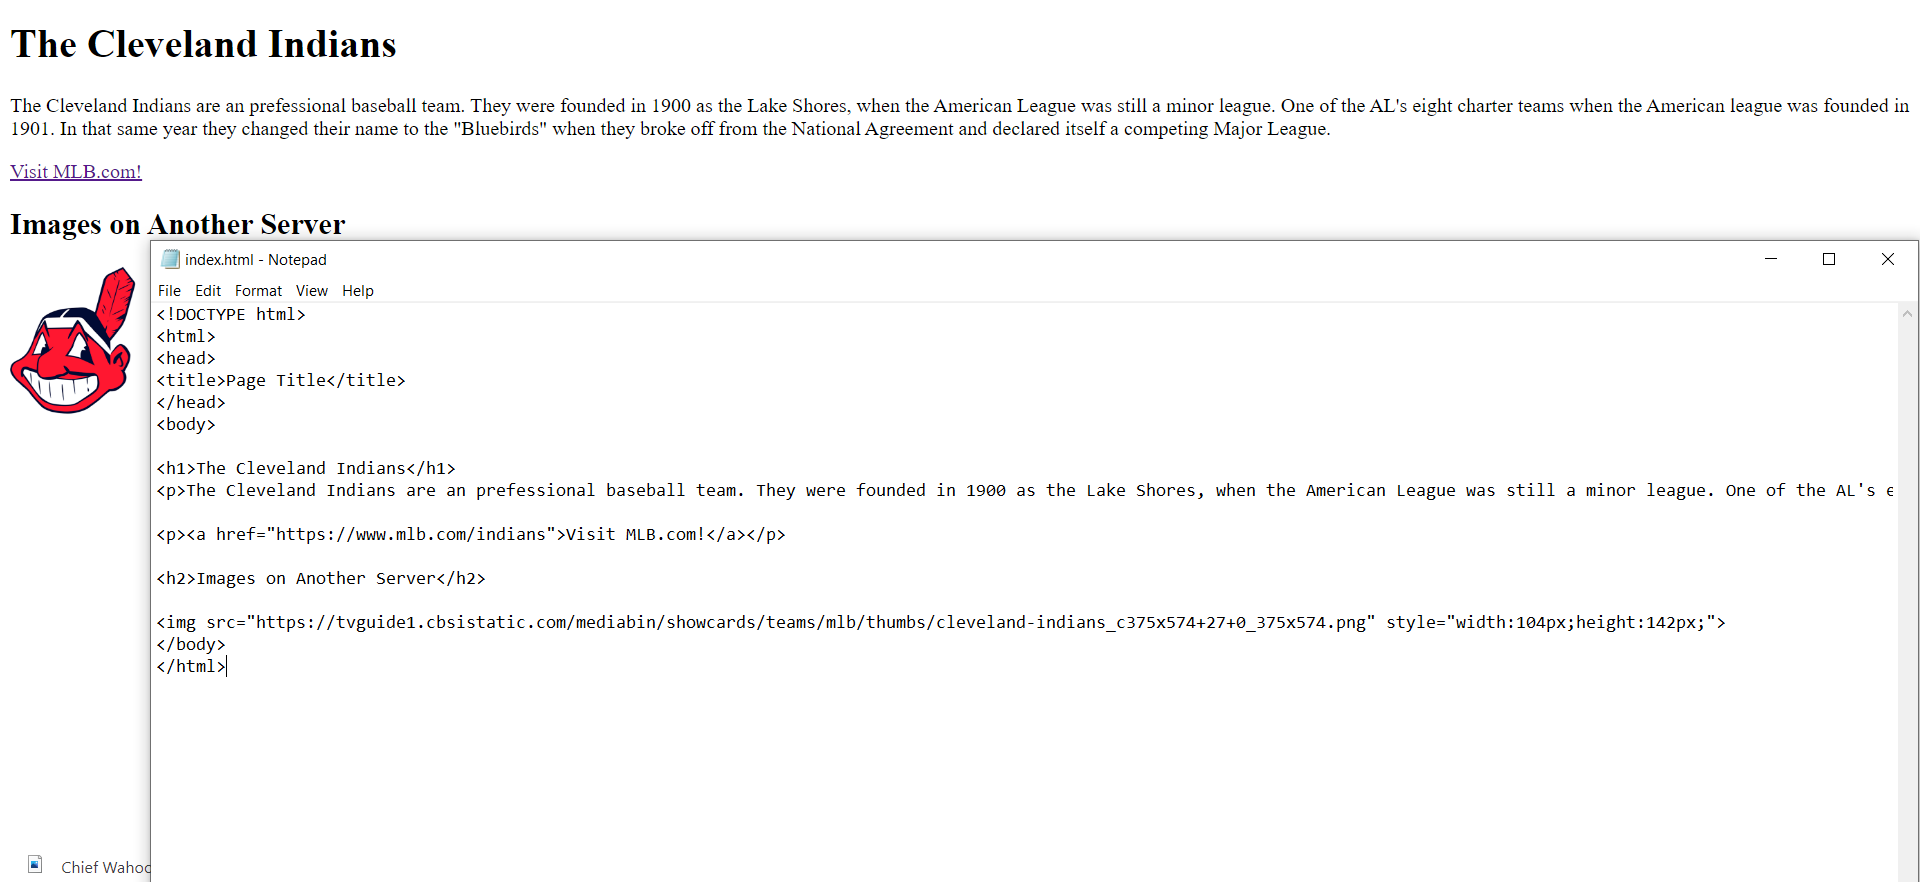 The Cleveland Indians
The Cleveland Indians are an prefessional baseball team. They were founded in 1900 as the Lake Shores, when the American League was still a minor league. One of the AL's eight charter teams when the American league was founded in
1901. In that same year they changed their name to the "Bluebirds" when they broke off from the National Agreement and declared itself a competing Major League.
Visit MLB.com!
Images on Another Server
index.html - Notepad
File Edit Format View Help
<!DOCTYPE html>
<html>
<head>
<title>Page Title</title>
</head>
<body>
<h1>The Cleveland Indians</h1>
<p>The Cleveland Indians are an prefessional baseball team. They were founded in 1900 as the Lake Shores, when the American League was still a minor league. One of the AL's
<p><a href="https://www.mlb.com/indians">Visit MLB.com!</a></p>
<h2>Images on Another Server</h2>
<img src="https://tvguide1.cbsistatic.com/mediabin/showcards/teams/mlb/thumbs/cleveland-indians_c375x574+27+0_375x574.png" style="width:104px;height:142px;">
</body>
</html>
Chief